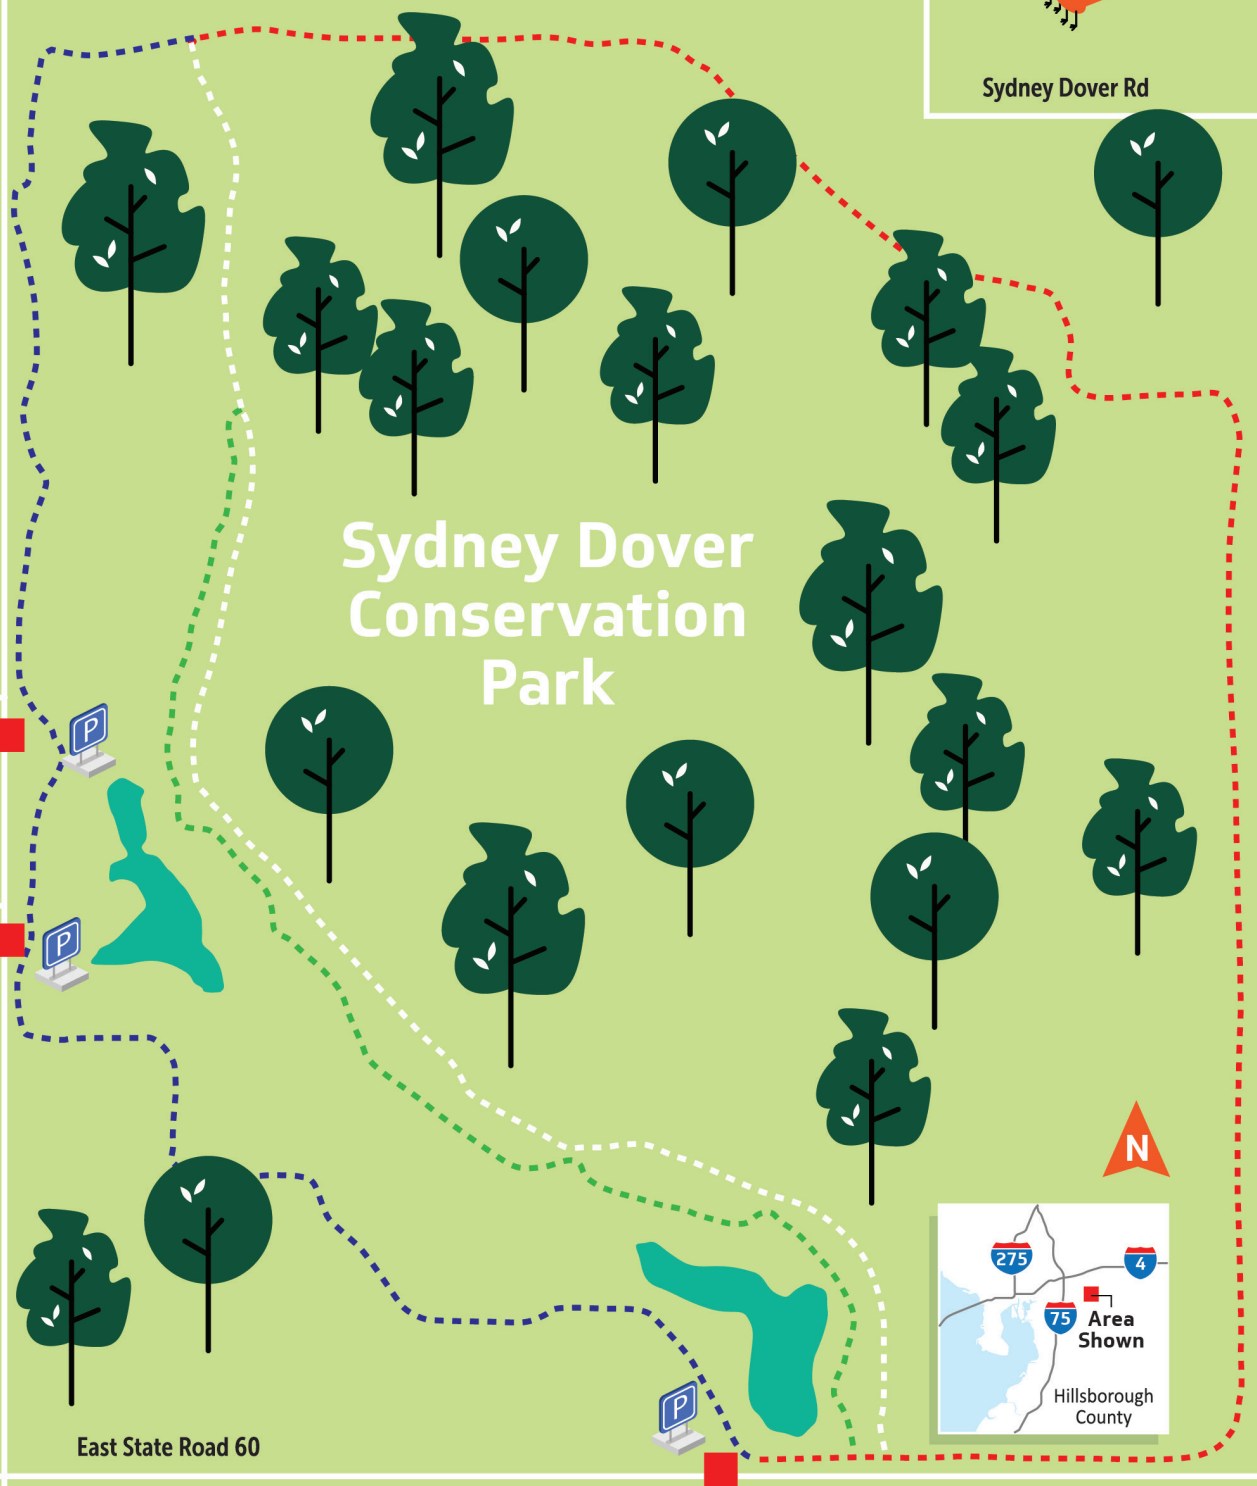 Sydney Dover Rd
Sydney Dover
Conservation
Park
P
P
N
275
4
75
Area
Shown
Hillsborough
County
P
East State Road 60